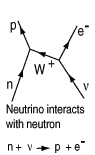 p
e⁻
W⁺
n
ν
Neutrino interacts
with neutron
n + ν → p + e⁻